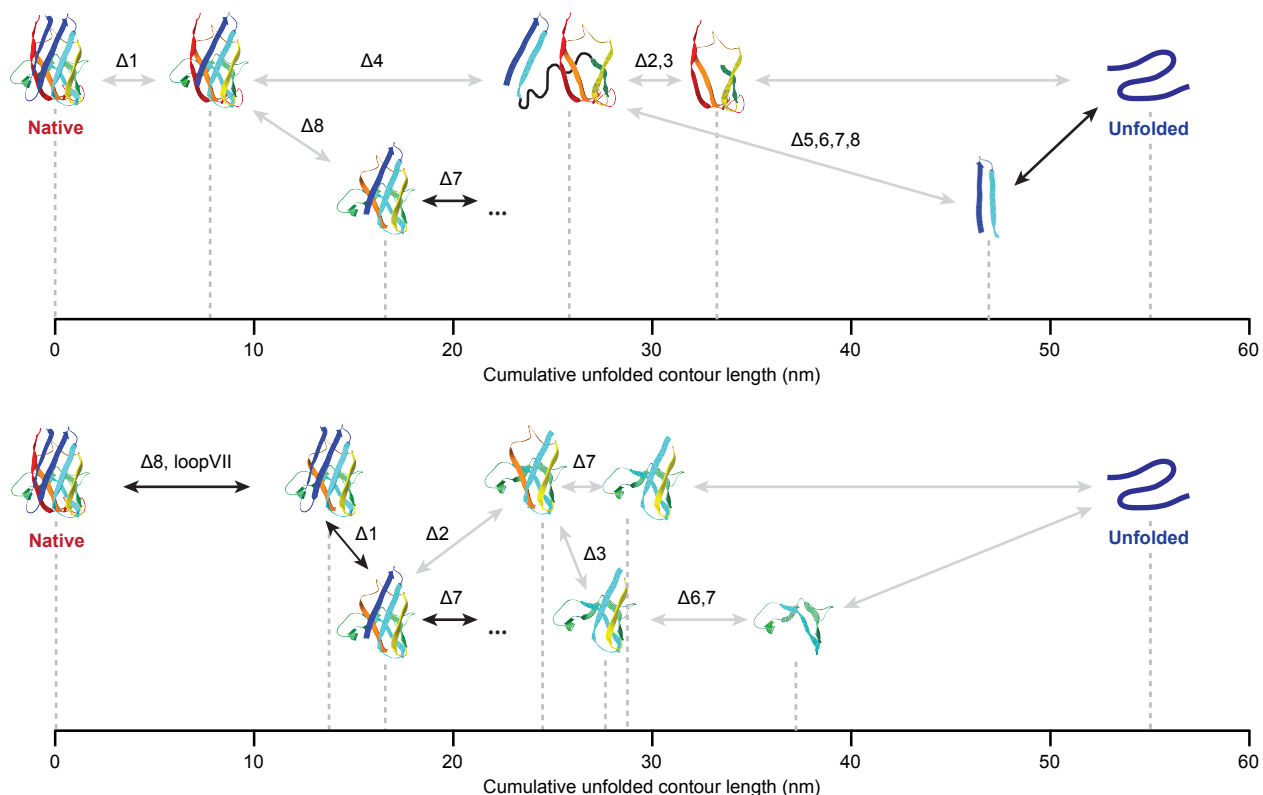 Δ1
Δ4
Δ2,3
Native
Δ8
Δ5,6,7,8
Unfolded
Δ7
...
0 10 20 30 40 50 60
Cumulative unfolded contour length (nm)
Δ8, loopVII
Δ7
Native
Δ1
Δ2
Δ3
Unfolded
Δ7
...
Δ6,7
0 10 20 30 40 50 60
Cumulative unfolded contour length (nm)